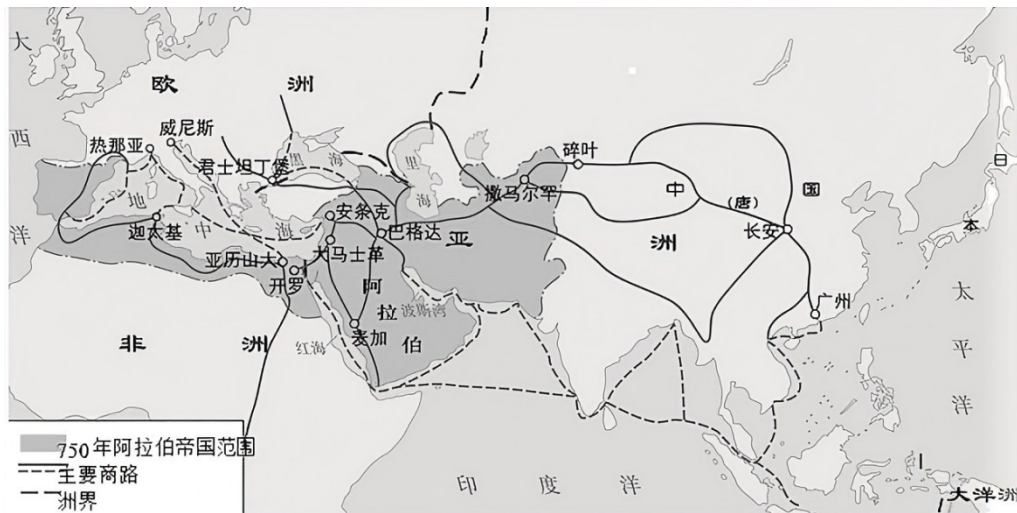 大西洋
欧洲
威尼斯
热那亚
君士坦丁堡
黑海
里海
碎叶
撒马尔罕
中国
(唐)
日本
地中海
迦太基
安条克
巴格达
亚洲
长安
大马士革
亚历山大
开罗
阿拉伯
波斯湾
麦加
红海
广州
非洲
太平洋
印度洋
大洋洲
750年阿拉伯帝国范围
主要商路
洲界